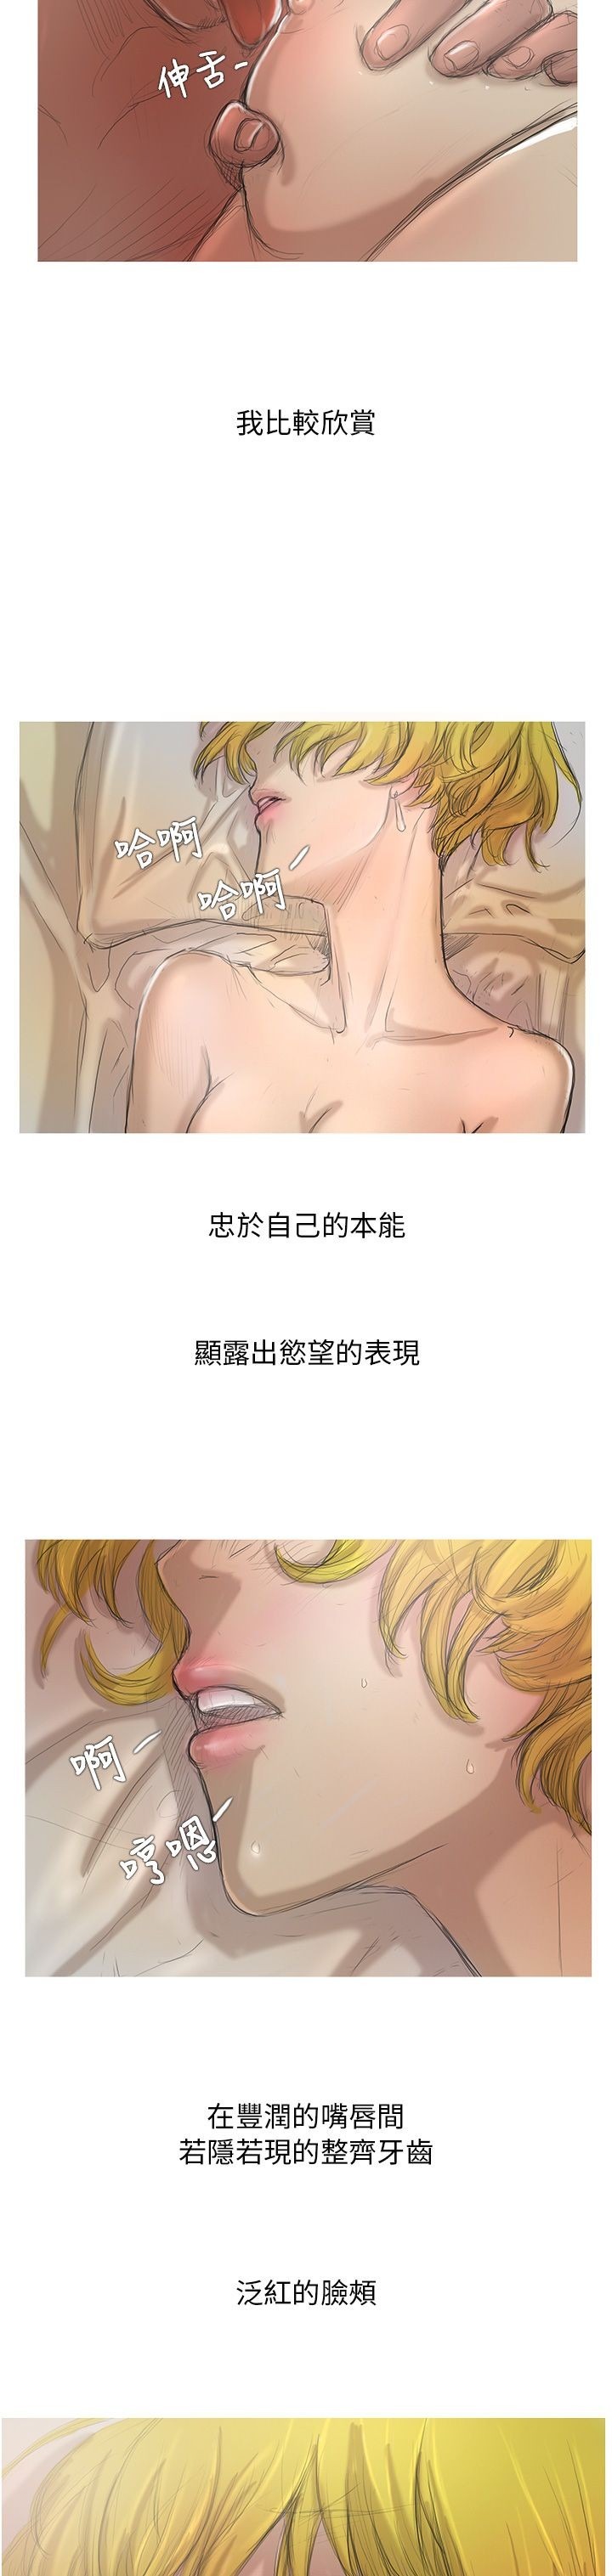 伸舌~
我比較欣賞
哈啊
哈啊~
忠於自己的本能
顯露出慾望的表現
啊~
哼嗯~
在豐潤的嘴唇間
若隱若現的整齊牙齒
泛紅的臉頰